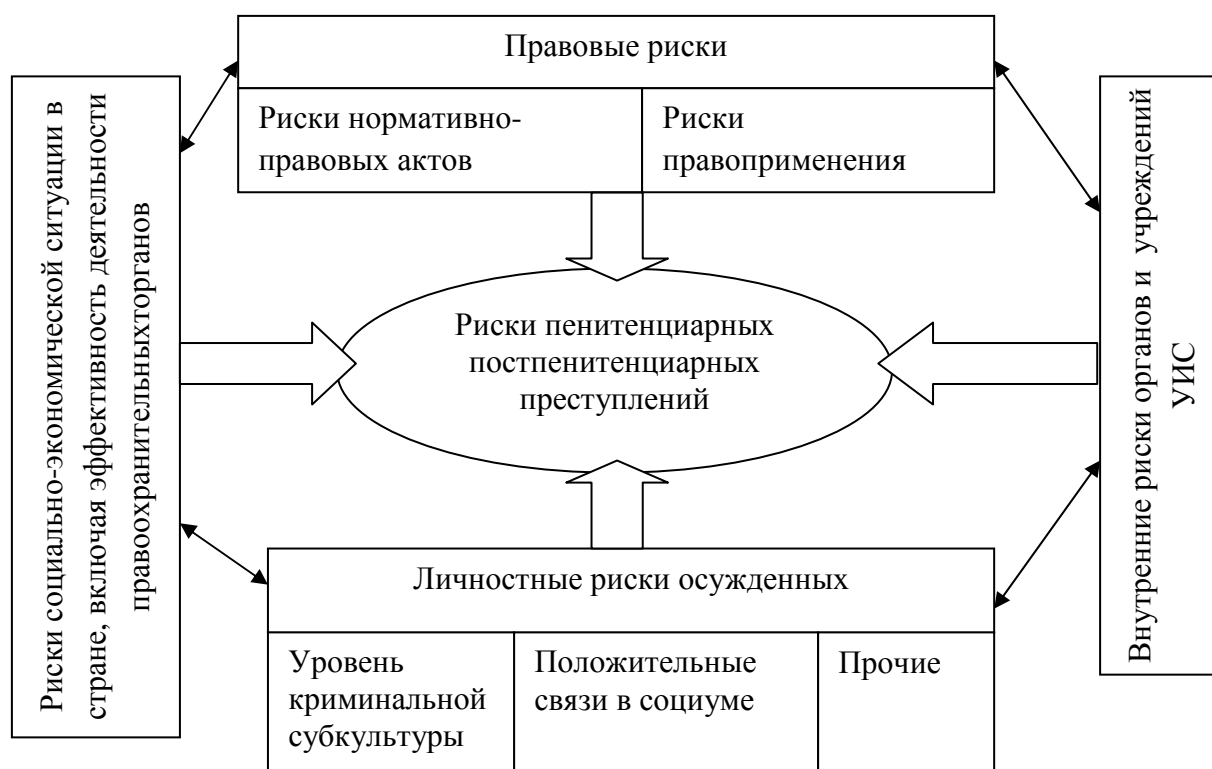 Правовые риски
Риски нормативно-
правовых актов
Риски
правоприменения
Риски социально-экономической ситуации в
стране, включая эффективность деятельности
правоохранительныхторганов
Риски пенитенциарных
постпенитенциарных
преступлений
Внутренние риски органов и учреждений
УИС
Личностные риски осужденных
Уровень
криминальной
субкультуры
Положительные
связи в социуме
Прочие